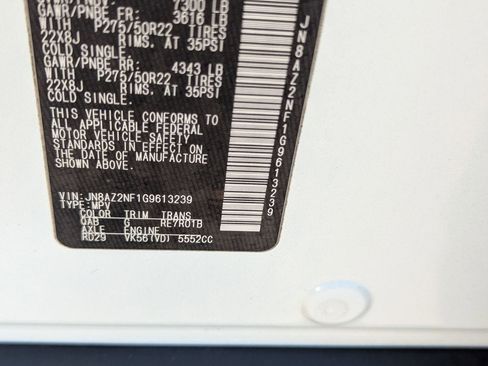 7300 LB
GAWR/PNBE FR: 3616 LB
WITH P275/50R22 TIRES
22X8J RIMS. AT 35PSI
COLD SINGLE.
GAWR/PNBE RR: 4343 LB
WITH P275/50R22 TIRES
22X8J RIMS. AT 35PSI
COLD SINGLE.
THIS VEHICLE CONFORMS TO
ALL APPLICABLE FEDERAL
MOTOR VEHICLE SAFETY
STANDARDS IN EFFECT ON
THE DATE OF MANUFACTURE
SHOWN ABOVE.
VIN:JN8AZ2NF1G9613239
TYPE:MPV
COLOR TRIM TRANS
QAB G RE7R01B
AXLE ENGINE
RD29 VK56(VD) 5552CC
JN8AZ2NF1G9613239